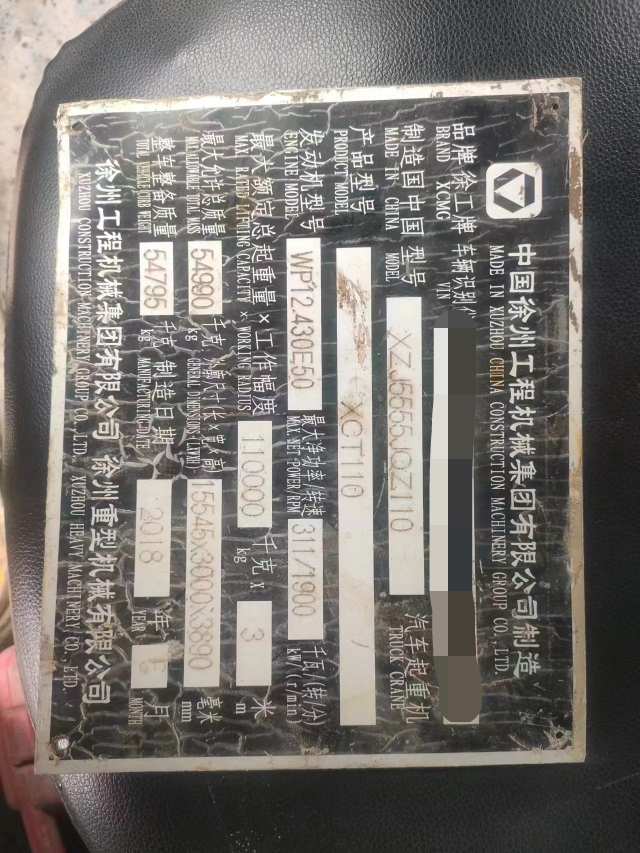 中国徐州工程机械集团有限公司制造
MADE IN XUZHOU CHINA CONSTRUCTION MACHINERY GROUP CO., LTD.
品牌 徐工牌 车辆识别
BRAND XCMG VIN
制造国 中国 型号 XZJ5555JQZ110 汽车起重机
MADE IN CHINA MODEL TRUCK CRANE
产品型号 XCT110 /
PRODUCT MODEL
发动机型号 WP12.430E50 最大净功率/转速 311/1900 千瓦/(转/分)
ENGINE MODEL MAX NET POWER/RPM kW/(r/min)
最大额定总起重量×工作幅度 110000 千克× 3 米
MAX RATED LIFTING CAPACITY × WORKING RADIUS kg m
最大允许总质量 54990 千克 外廓尺寸 长×宽×高 15545x3000x3890 毫米
MAX ALLOWABLE TOTAL MASS kg GENERAL DIMENSIONS (LXWXH) mm
整车整备质量 54795 千克 制造日期 2018 年 月
kg MANUFACTURING DATE YEAR MONTH
徐州工程机械集团有限公司 徐州重型机械有限公司
XUZHOU CONSTRUCTION MACHINERY GROUP CO., LTD. XUZHOU HEAVY MACHINERY CO., LTD.